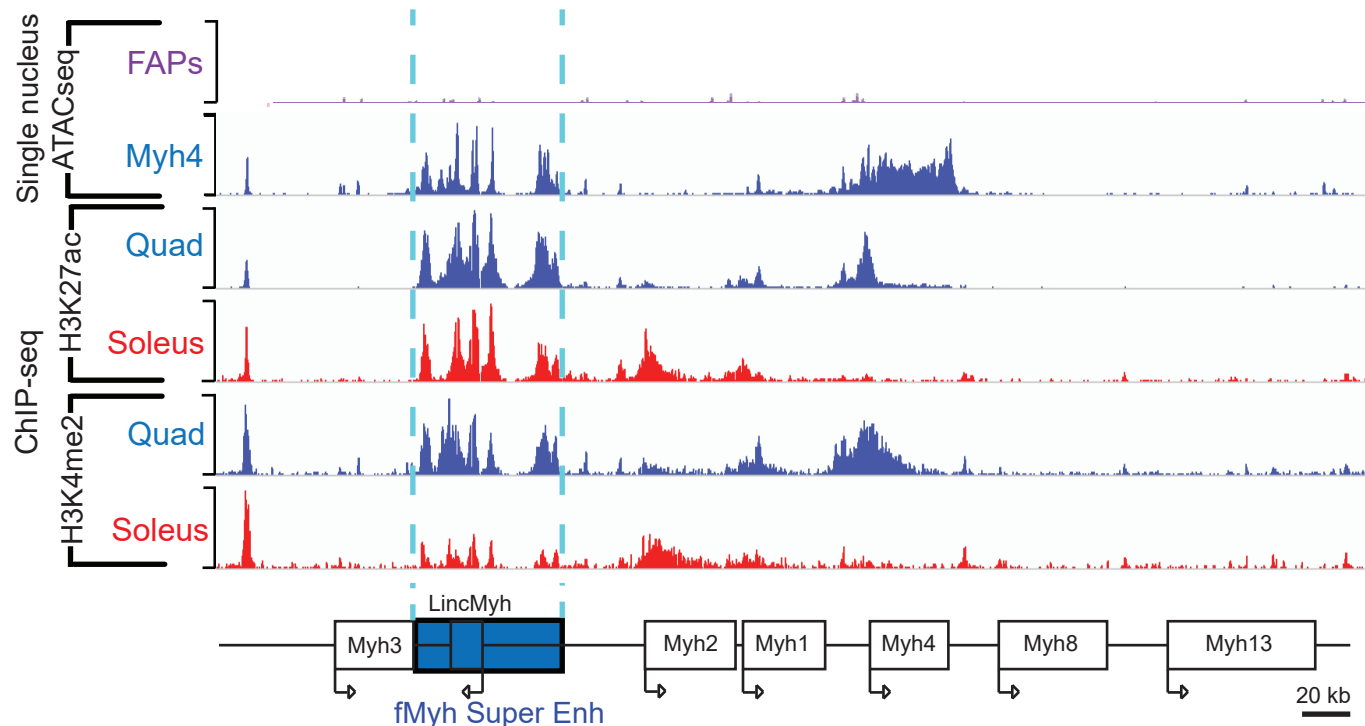 Single nucleus
ATACseq
FAPs
Myh4
ChIP-seq
H3K27ac
Quad
Soleus
H3K4me2
Quad
Soleus
LincMyh
Myh3
Myh2
Myh1
Myh4
Myh8
Myh13
fMyh Super Enh
20 kb